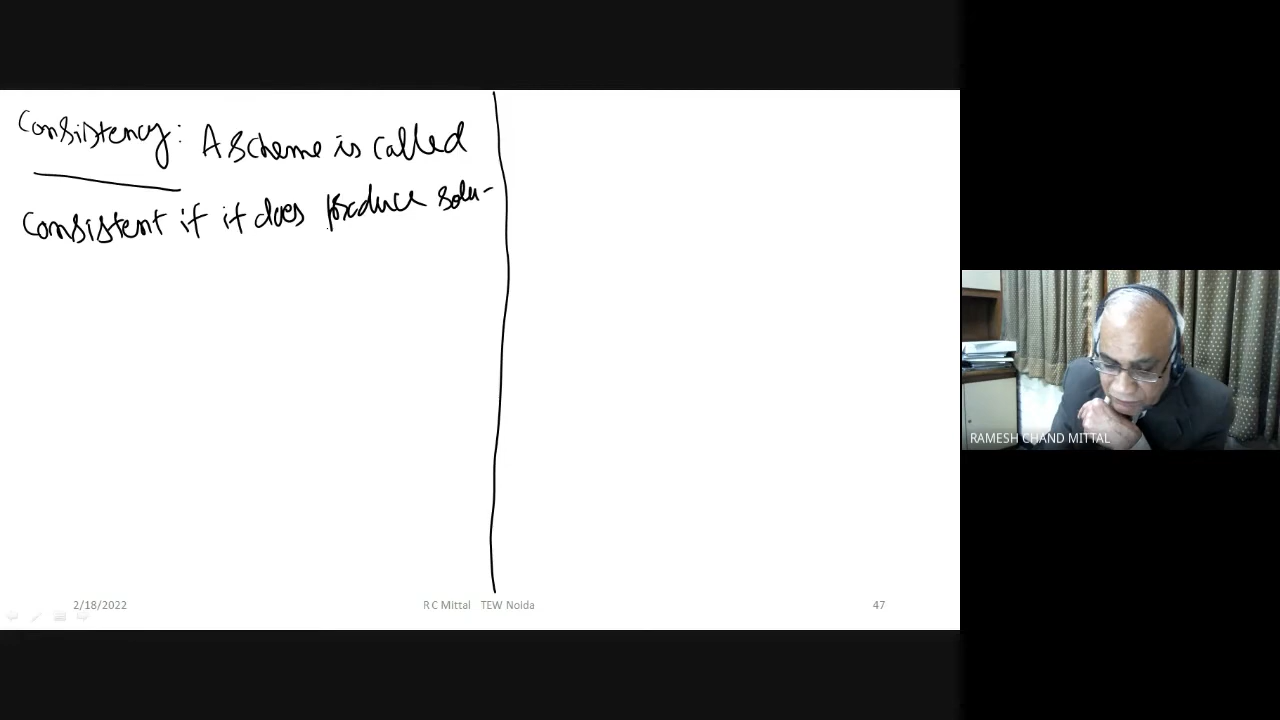 Consistency: A scheme is called
consistent if it does produce solu-
2/18/2022
R C Mittal TEW Noida
47
RAMESH CHAND MITTAL